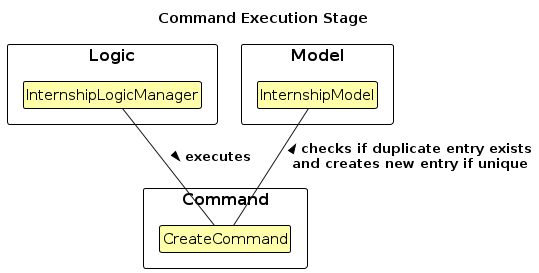 Command Execution Stage
Logic
Model
InternshipLogicManager
InternshipModel
executes
checks if duplicate entry exists
and creates new entry if unique
Command
CreateCommand